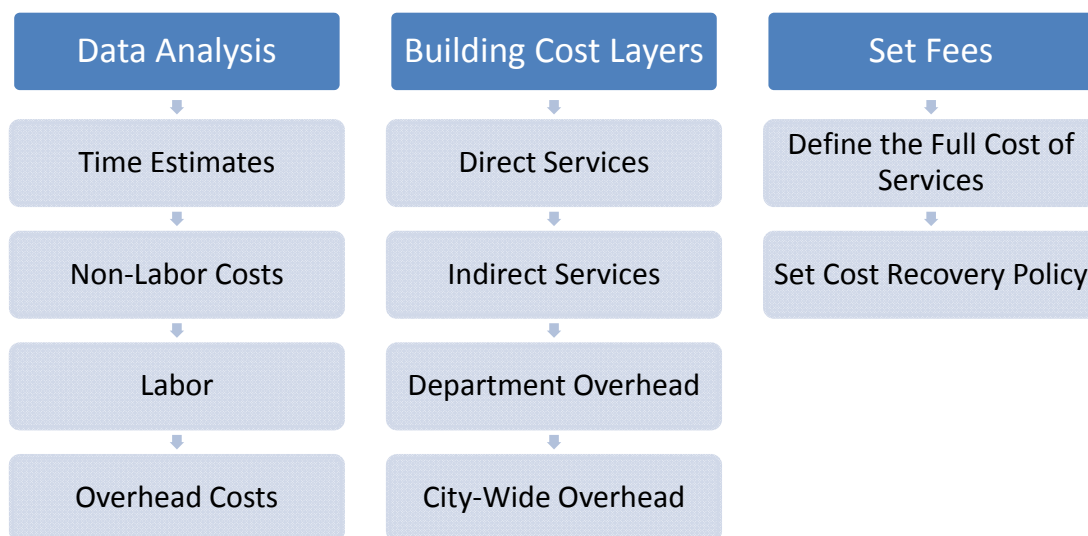 Data Analysis
Time Estimates
Non-Labor Costs
Labor
Overhead Costs
Building Cost Layers
Direct Services
Indirect Services
Department Overhead
City-Wide Overhead
Set Fees
Define the Full Cost of
Services
Set Cost Recovery Policy